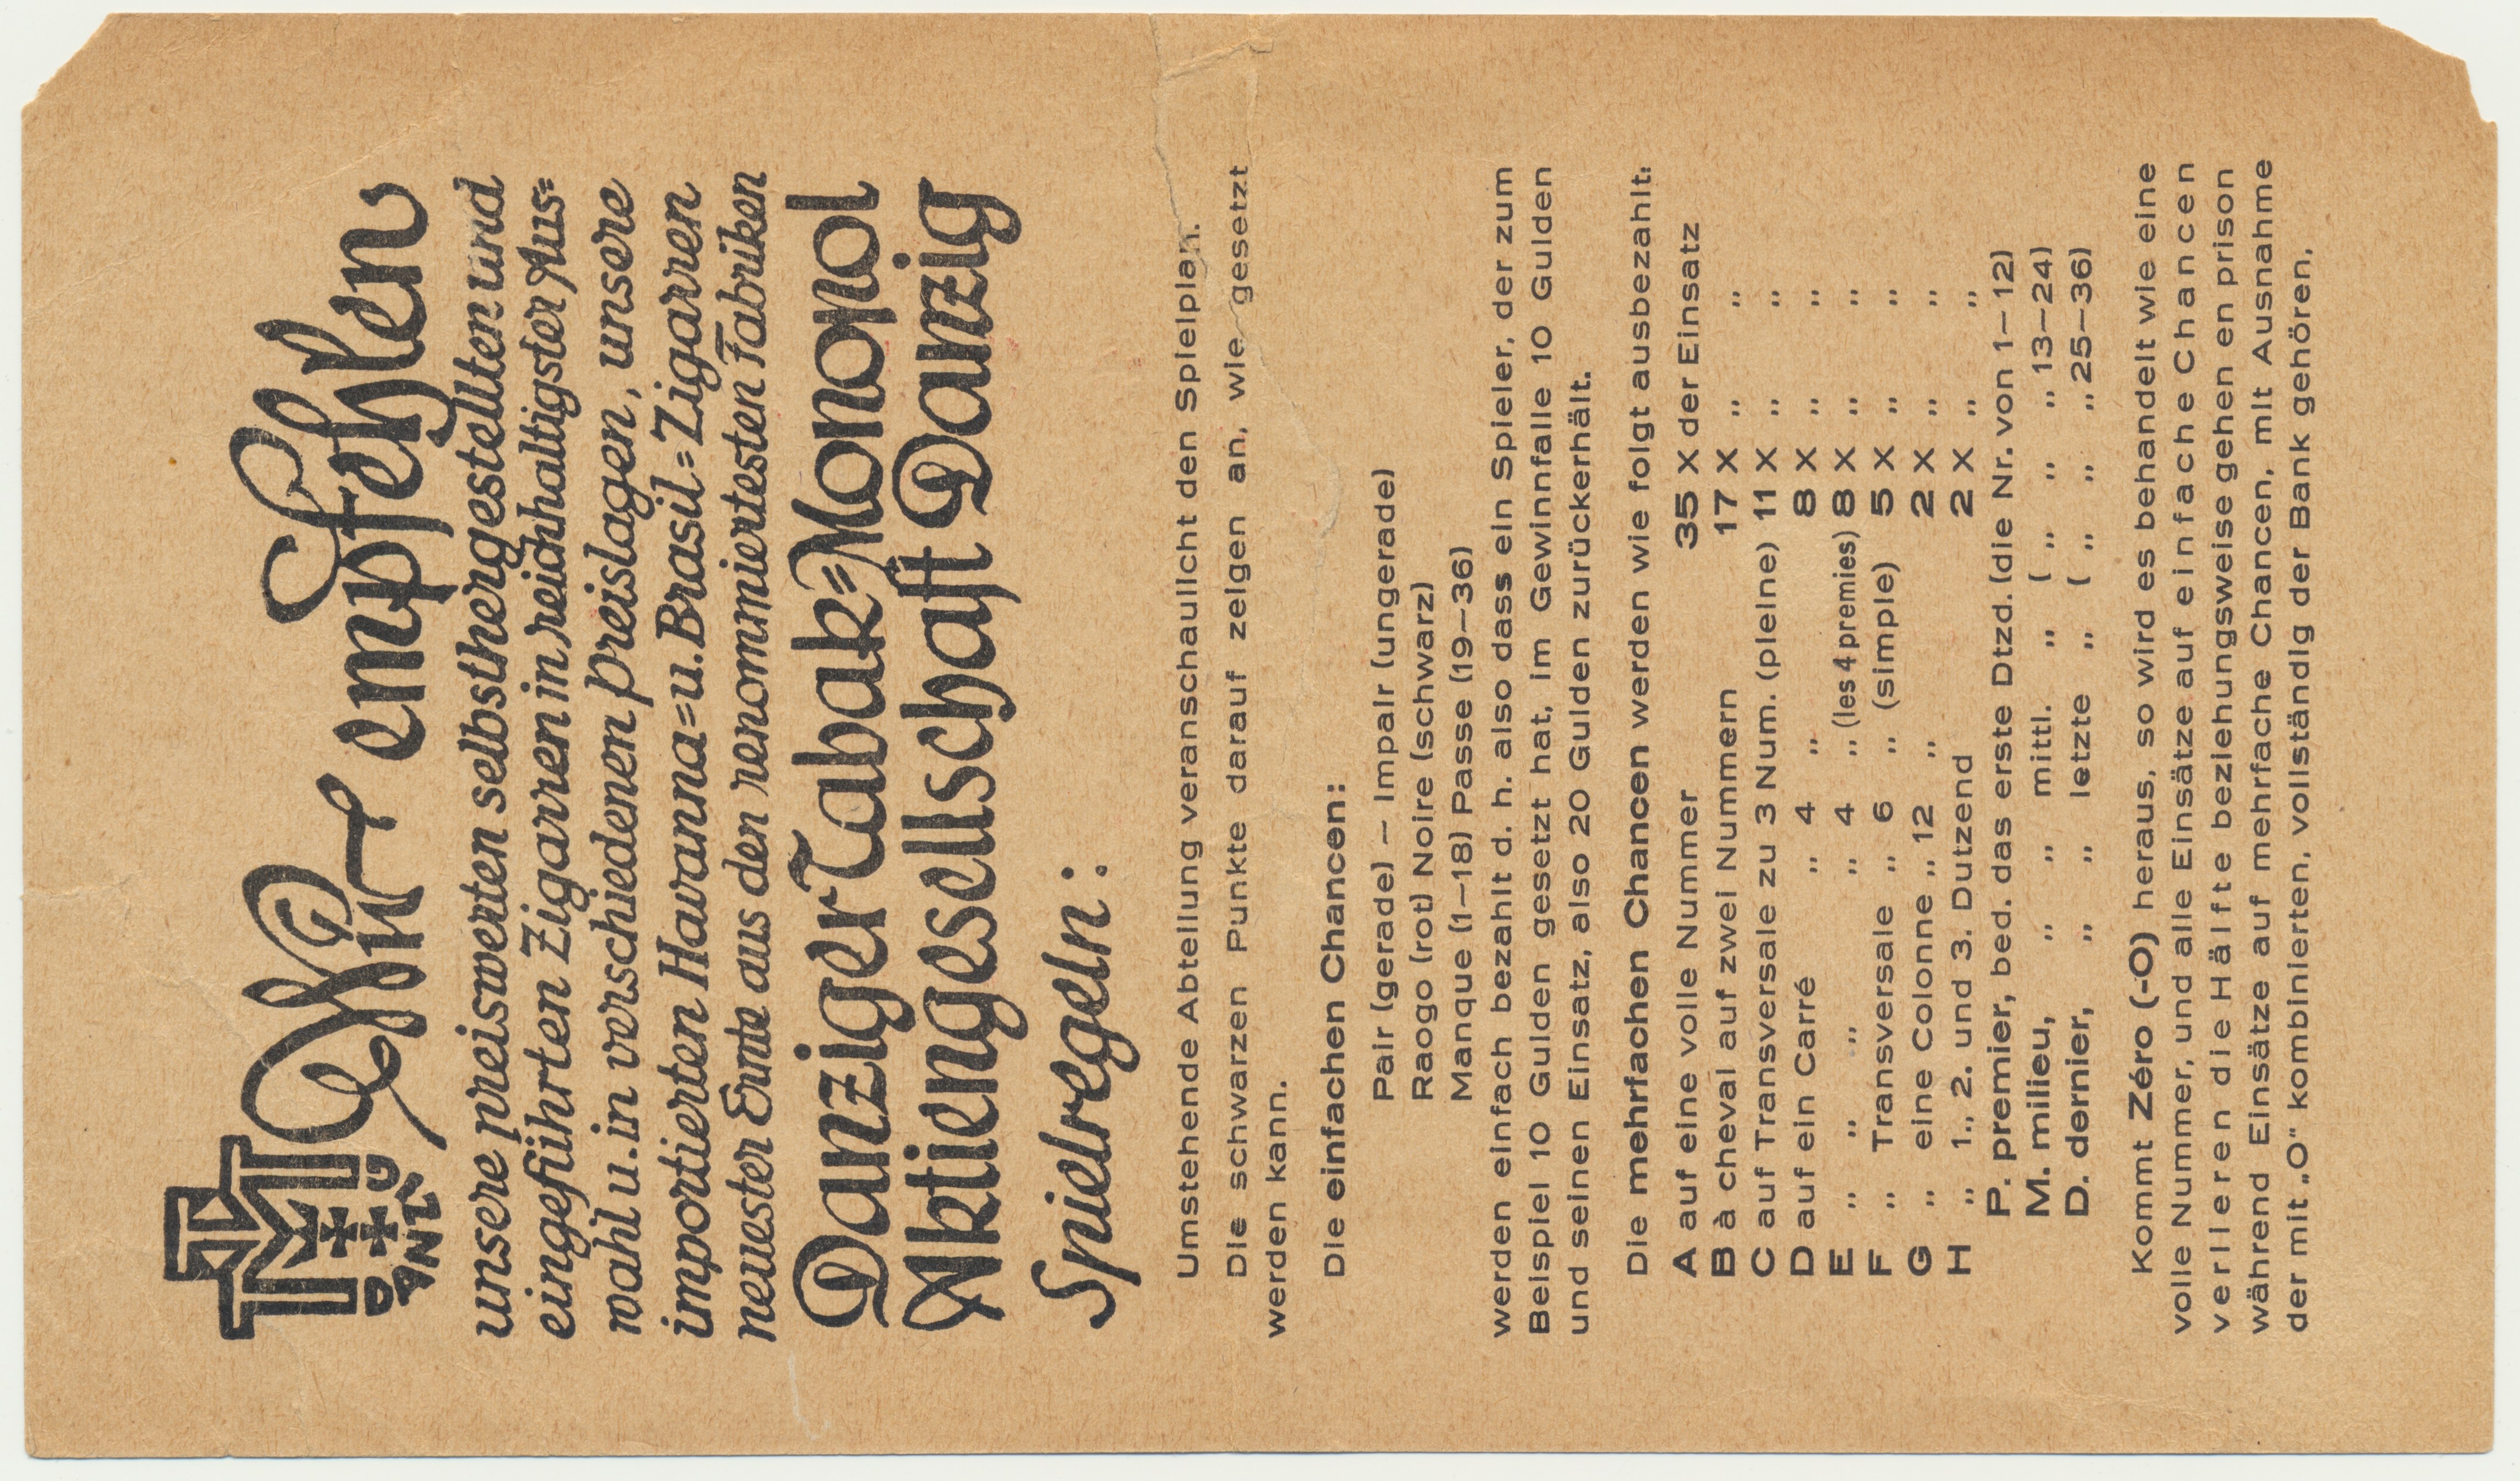 Wir empfehlen
unsere preiswerten selbsthergestellten und
eingeführten Zigarren in reichhaltigster Aus=
wahl u. in verschiedenen Preislagen, unsere
importierten Havanna= u. Brasil=Zigarren
neuester Ernte aus den renommiertesten Fabriken
Danziger Tabak=Monopol
Aktiengesellschaft Danzig
Spielregeln:
Umstehende Abteilung veranschaulicht den Spielplan.
Die schwarzen Punkte darauf zeigen an, wie gesetzt
werden kann.
Die einfachen Chancen:
Pair (gerade) — Impair (ungerade)
Raogo (rot) Noire (schwarz)
Manque (1—18) Passe (19—36)
werden einfach bezahlt d. h. also dass ein Spieler, der zum
Beispiel 10 Gulden gesetzt hat, im Gewinnfalle 10 Gulden
und seinen Einsatz, also 20 Gulden zurückerhält.
Die mehrfachen Chancen werden wie folgt ausbezahlt:
A auf eine volle Nummer 35 X der Einsatz
B à cheval auf zwei Nummern 17 X „ „
C auf Transversale zu 3 Num. (pleine) 11 X „ „
D auf ein Carré „ 4 „ 8 X „ „
E „ „ „ „ 4 „ (les 4 premies) 8 X „ „
F „ Transversale „ 6 „ (simple) 5 X „ „
G „ eine Colonne „ 12 „ 2 X „ „
H „ 1., 2. und 3. Dutzend 2 X „ „
P. premier, bed. das erste Dtzd. (die Nr. von 1—12)
M. milieu, „ „ mittl. „ ( „ „ „ 13—24)
D. dernier, „ „ letzte „ ( „ „ „ 25—36)
Kommt Zéro (-O) heraus, so wird es behandelt wie eine
volle Nummer, und alle Einsätze auf einfache Chancen
verlieren die Hälfte beziehungsweise gehen en prison
während Einsätze auf mehrfache Chancen, mit Ausnahme
der mit „O" kombinierten, vollständig der Bank gehören.